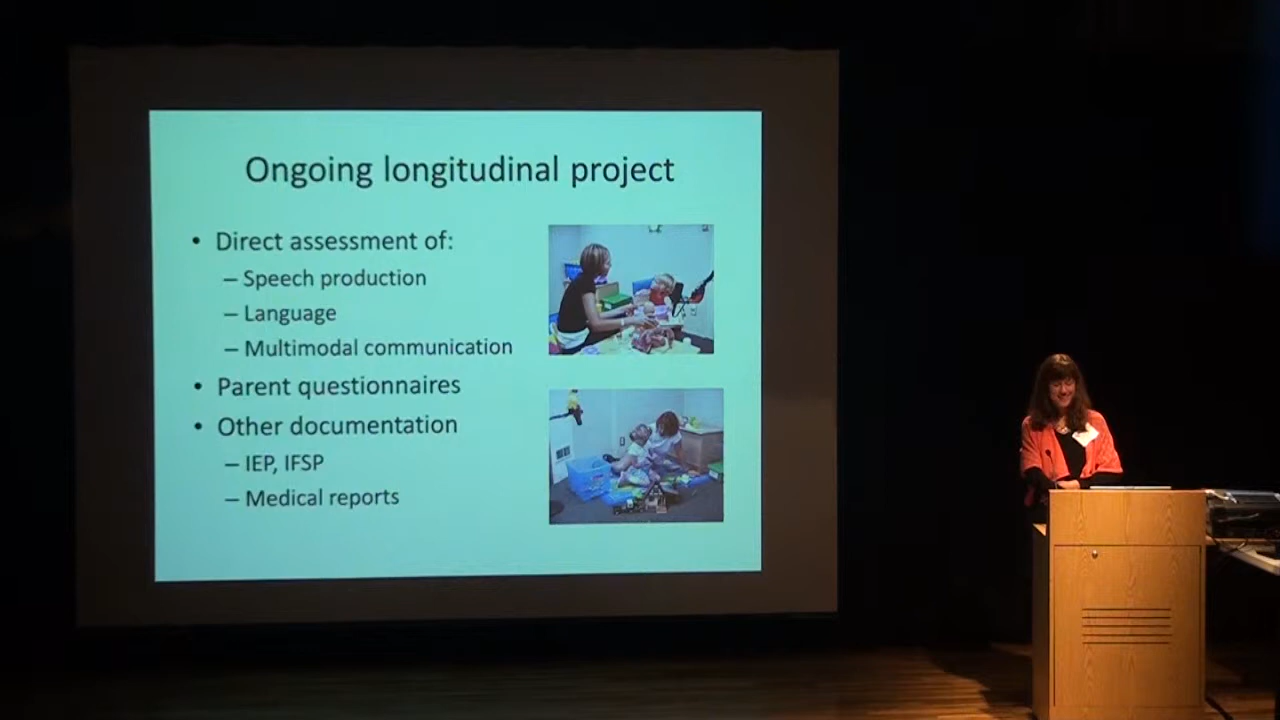 Ongoing longitudinal project
• Direct assessment of:
– Speech production
– Language
– Multimodal communication
• Parent questionnaires
• Other documentation
– IEP, IFSP
– Medical reports